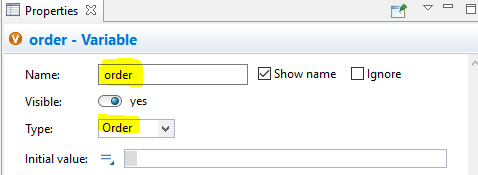 Properties
order - Variable
Name: order Show name Ignore
Visible: yes
Type: Order
Initial value: